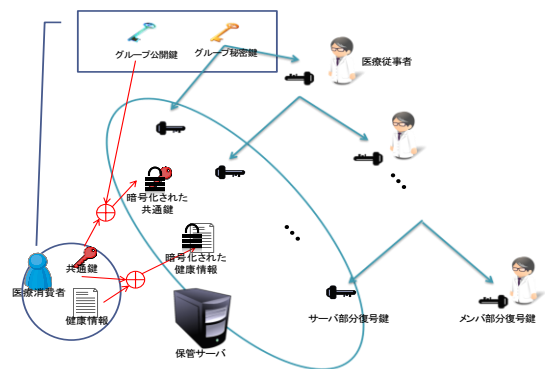 グループ公開鍵
グループ秘密鍵
医療従事者
暗号化された
共通鍵
暗号化された
健康情報
共通鍵
医療消費者
健康情報
保管サーバ
サーバ部分復号鍵
メンバ部分復号鍵